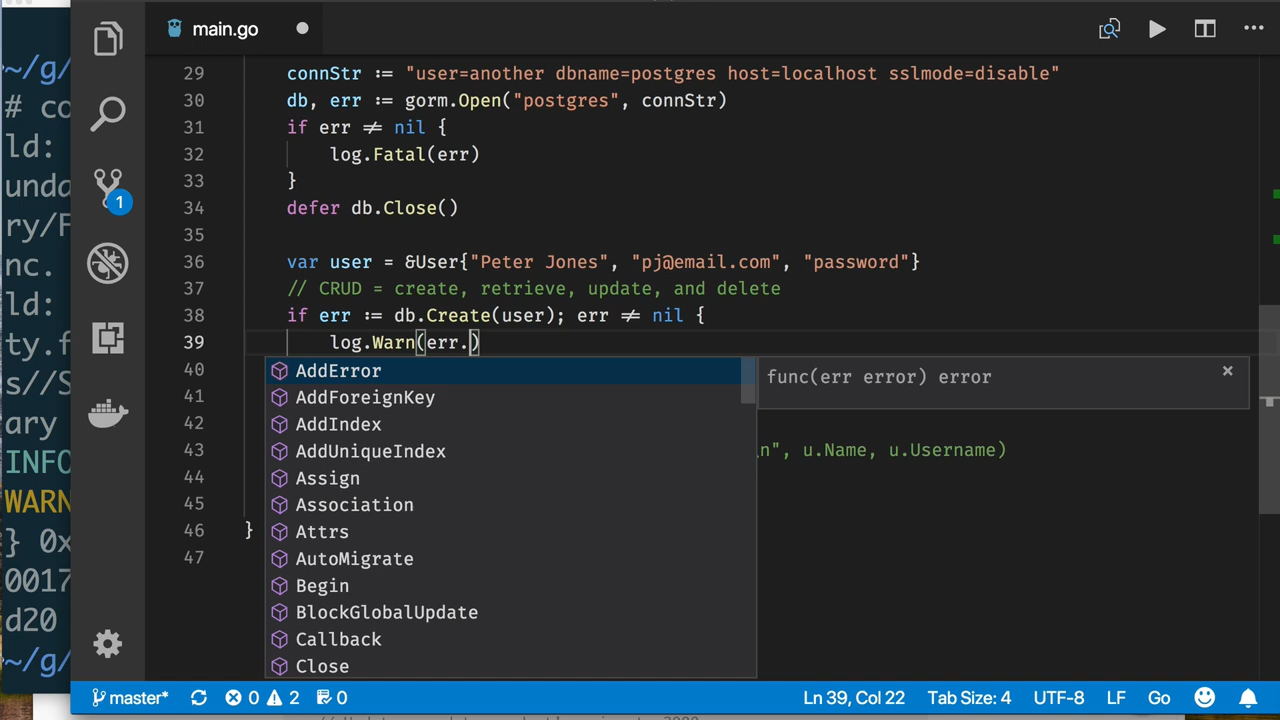 main.go
~/g/
# co
ld:
unda
ry/F
nc.
ld:
ty.f
s//S
ary
INFO
WARN
} 0x
0017
d20
~/g/
1
29 connStr := "user=another dbname=postgres host=localhost sslmode=disable"
30 db, err := gorm.Open("postgres", connStr)
31 if err ≠ nil {
32 log.Fatal(err)
33 }
34 defer db.Close()
35
36 var user = &User{"Peter Jones", "pj@email.com", "password"}
37 // CRUD = create, retrieve, update, and delete
38 if err := db.Create(user); err ≠ nil {
39 log.Warn(err.)
40
41
42
43 n", u.Name, u.Username)
44
45
46 }
47
AddError
AddForeignKey
AddIndex
AddUniqueIndex
Assign
Association
Attrs
AutoMigrate
Begin
BlockGlobalUpdate
Callback
Close
func(err error) error
master* 0 2 0 Ln 39, Col 22 Tab Size: 4 UTF-8 LF Go